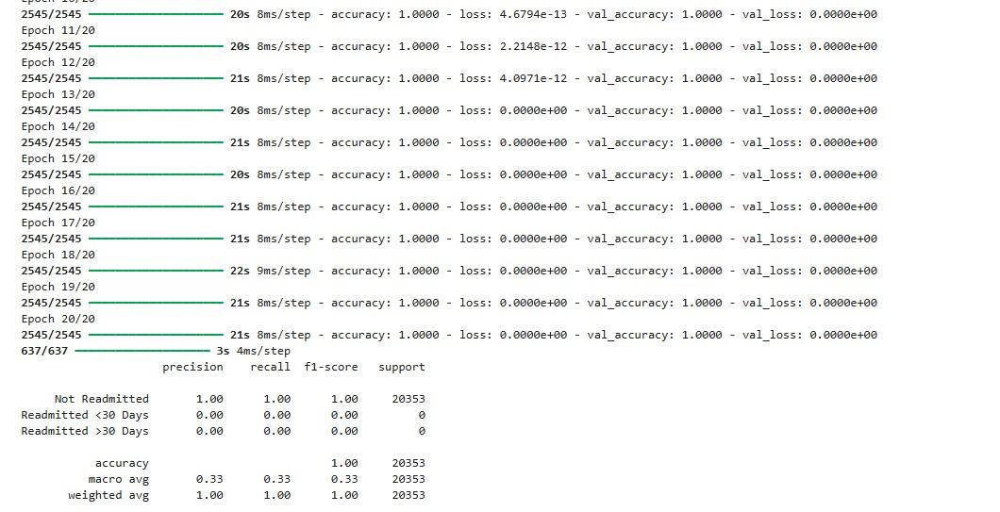 Epoch 10/20
2545/2545 ━━━━━━━━━━━━━━━━━━━━ 20s 8ms/step - accuracy: 1.0000 - loss: 4.6794e-13 - val_accuracy: 1.0000 - val_loss: 0.0000e+00
Epoch 11/20
2545/2545 ━━━━━━━━━━━━━━━━━━━━ 20s 8ms/step - accuracy: 1.0000 - loss: 2.2148e-12 - val_accuracy: 1.0000 - val_loss: 0.0000e+00
Epoch 12/20
2545/2545 ━━━━━━━━━━━━━━━━━━━━ 21s 8ms/step - accuracy: 1.0000 - loss: 4.0971e-12 - val_accuracy: 1.0000 - val_loss: 0.0000e+00
Epoch 13/20
2545/2545 ━━━━━━━━━━━━━━━━━━━━ 20s 8ms/step - accuracy: 1.0000 - loss: 0.0000e+00 - val_accuracy: 1.0000 - val_loss: 0.0000e+00
Epoch 14/20
2545/2545 ━━━━━━━━━━━━━━━━━━━━ 21s 8ms/step - accuracy: 1.0000 - loss: 0.0000e+00 - val_accuracy: 1.0000 - val_loss: 0.0000e+00
Epoch 15/20
2545/2545 ━━━━━━━━━━━━━━━━━━━━ 20s 8ms/step - accuracy: 1.0000 - loss: 0.0000e+00 - val_accuracy: 1.0000 - val_loss: 0.0000e+00
Epoch 16/20
2545/2545 ━━━━━━━━━━━━━━━━━━━━ 21s 8ms/step - accuracy: 1.0000 - loss: 0.0000e+00 - val_accuracy: 1.0000 - val_loss: 0.0000e+00
Epoch 17/20
2545/2545 ━━━━━━━━━━━━━━━━━━━━ 21s 8ms/step - accuracy: 1.0000 - loss: 0.0000e+00 - val_accuracy: 1.0000 - val_loss: 0.0000e+00
Epoch 18/20
2545/2545 ━━━━━━━━━━━━━━━━━━━━ 22s 9ms/step - accuracy: 1.0000 - loss: 0.0000e+00 - val_accuracy: 1.0000 - val_loss: 0.0000e+00
Epoch 19/20
2545/2545 ━━━━━━━━━━━━━━━━━━━━ 21s 8ms/step - accuracy: 1.0000 - loss: 0.0000e+00 - val_accuracy: 1.0000 - val_loss: 0.0000e+00
Epoch 20/20
2545/2545 ━━━━━━━━━━━━━━━━━━━━ 21s 8ms/step - accuracy: 1.0000 - loss: 0.0000e+00 - val_accuracy: 1.0000 - val_loss: 0.0000e+00
637/637 ━━━━━━━━━━━━━━━━━━━━ 3s 4ms/step
precision recall f1-score support
Not Readmitted 1.00 1.00 1.00 20353
Readmitted <30 Days 0.00 0.00 0.00 0
Readmitted >30 Days 0.00 0.00 0.00 0
accuracy 1.00 20353
macro avg 0.33 0.33 0.33 20353
weighted avg 1.00 1.00 1.00 20353